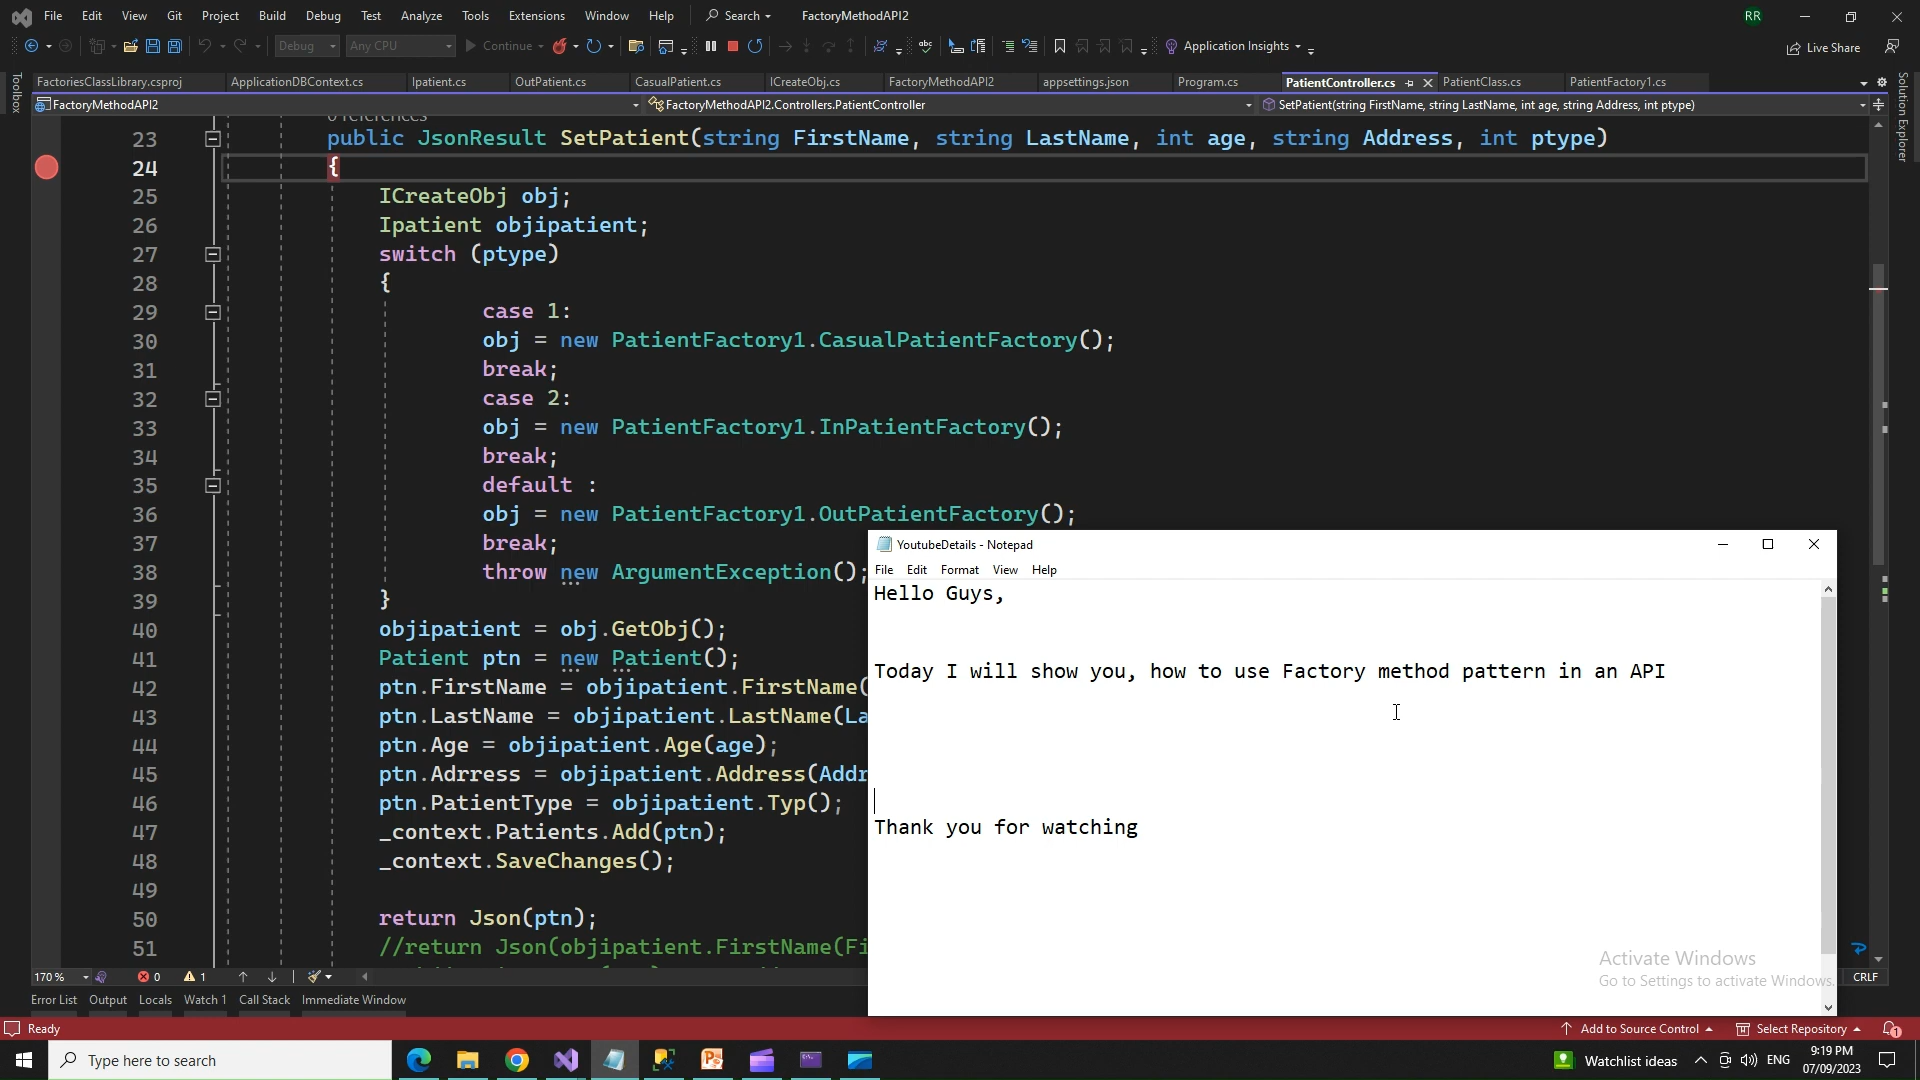 File Edit View Git Project Build Debug Test Analyze Tools Extensions Window Help Search FactoryMethodAPI2 RR
Debug Any CPU Continue Application Insights Live Share
Toolbox
FactoriesClassLibrary.csproj ApplicationDBContext.cs Ipatient.cs OutPatient.cs CasualPatient.cs ICreateObj.cs FactoryMethodAPI2 appsettings.json Program.cs PatientController.cs PatientClass.cs PatientFactory1.cs
Solution Explorer
FactoryMethodAPI2 FactoryMethodAPI2.Controllers.PatientController SetPatient(string FirstName, string LastName, int age, string Address, int ptype)
0 references
23 public JsonResult SetPatient(string FirstName, string LastName, int age, string Address, int ptype)
24 {
25 ICreateObj obj;
26 Ipatient objipatient;
27 switch (ptype)
28 {
29 case 1:
30 obj = new PatientFactory1.CasualPatientFactory();
31 break;
32 case 2:
33 obj = new PatientFactory1.InPatientFactory();
34 break;
35 default :
36 obj = new PatientFactory1.OutPatientFactory();
37 break;
38 throw new ArgumentException();
39 }
40 objipatient = obj.GetObj();
41 Patient ptn = new Patient();
42 ptn.FirstName = objipatient.FirstName(
43 ptn.LastName = objipatient.LastName(La
44 ptn.Age = objipatient.Age(age);
45 ptn.Adrress = objipatient.Address(Addr
46 ptn.PatientType = objipatient.Typ();
47 _context.Patients.Add(ptn);
48 _context.SaveChanges();
49
50 return Json(ptn);
51 //return Json(objipatient.FirstName(Fi
YoutubeDetails - Notepad
File Edit Format View Help
Hello Guys,
Today I will show you, how to use Factory method pattern in an API
Thank you for watching
Activate Windows
Go to Settings to activate Windows.
170 % 0 1 CRLF
Error List Output Locals Watch 1 Call Stack Immediate Window
Ready Add to Source Control Select Repository 1
Type here to search Watchlist ideas ENG 9:19 PM
07/09/2023